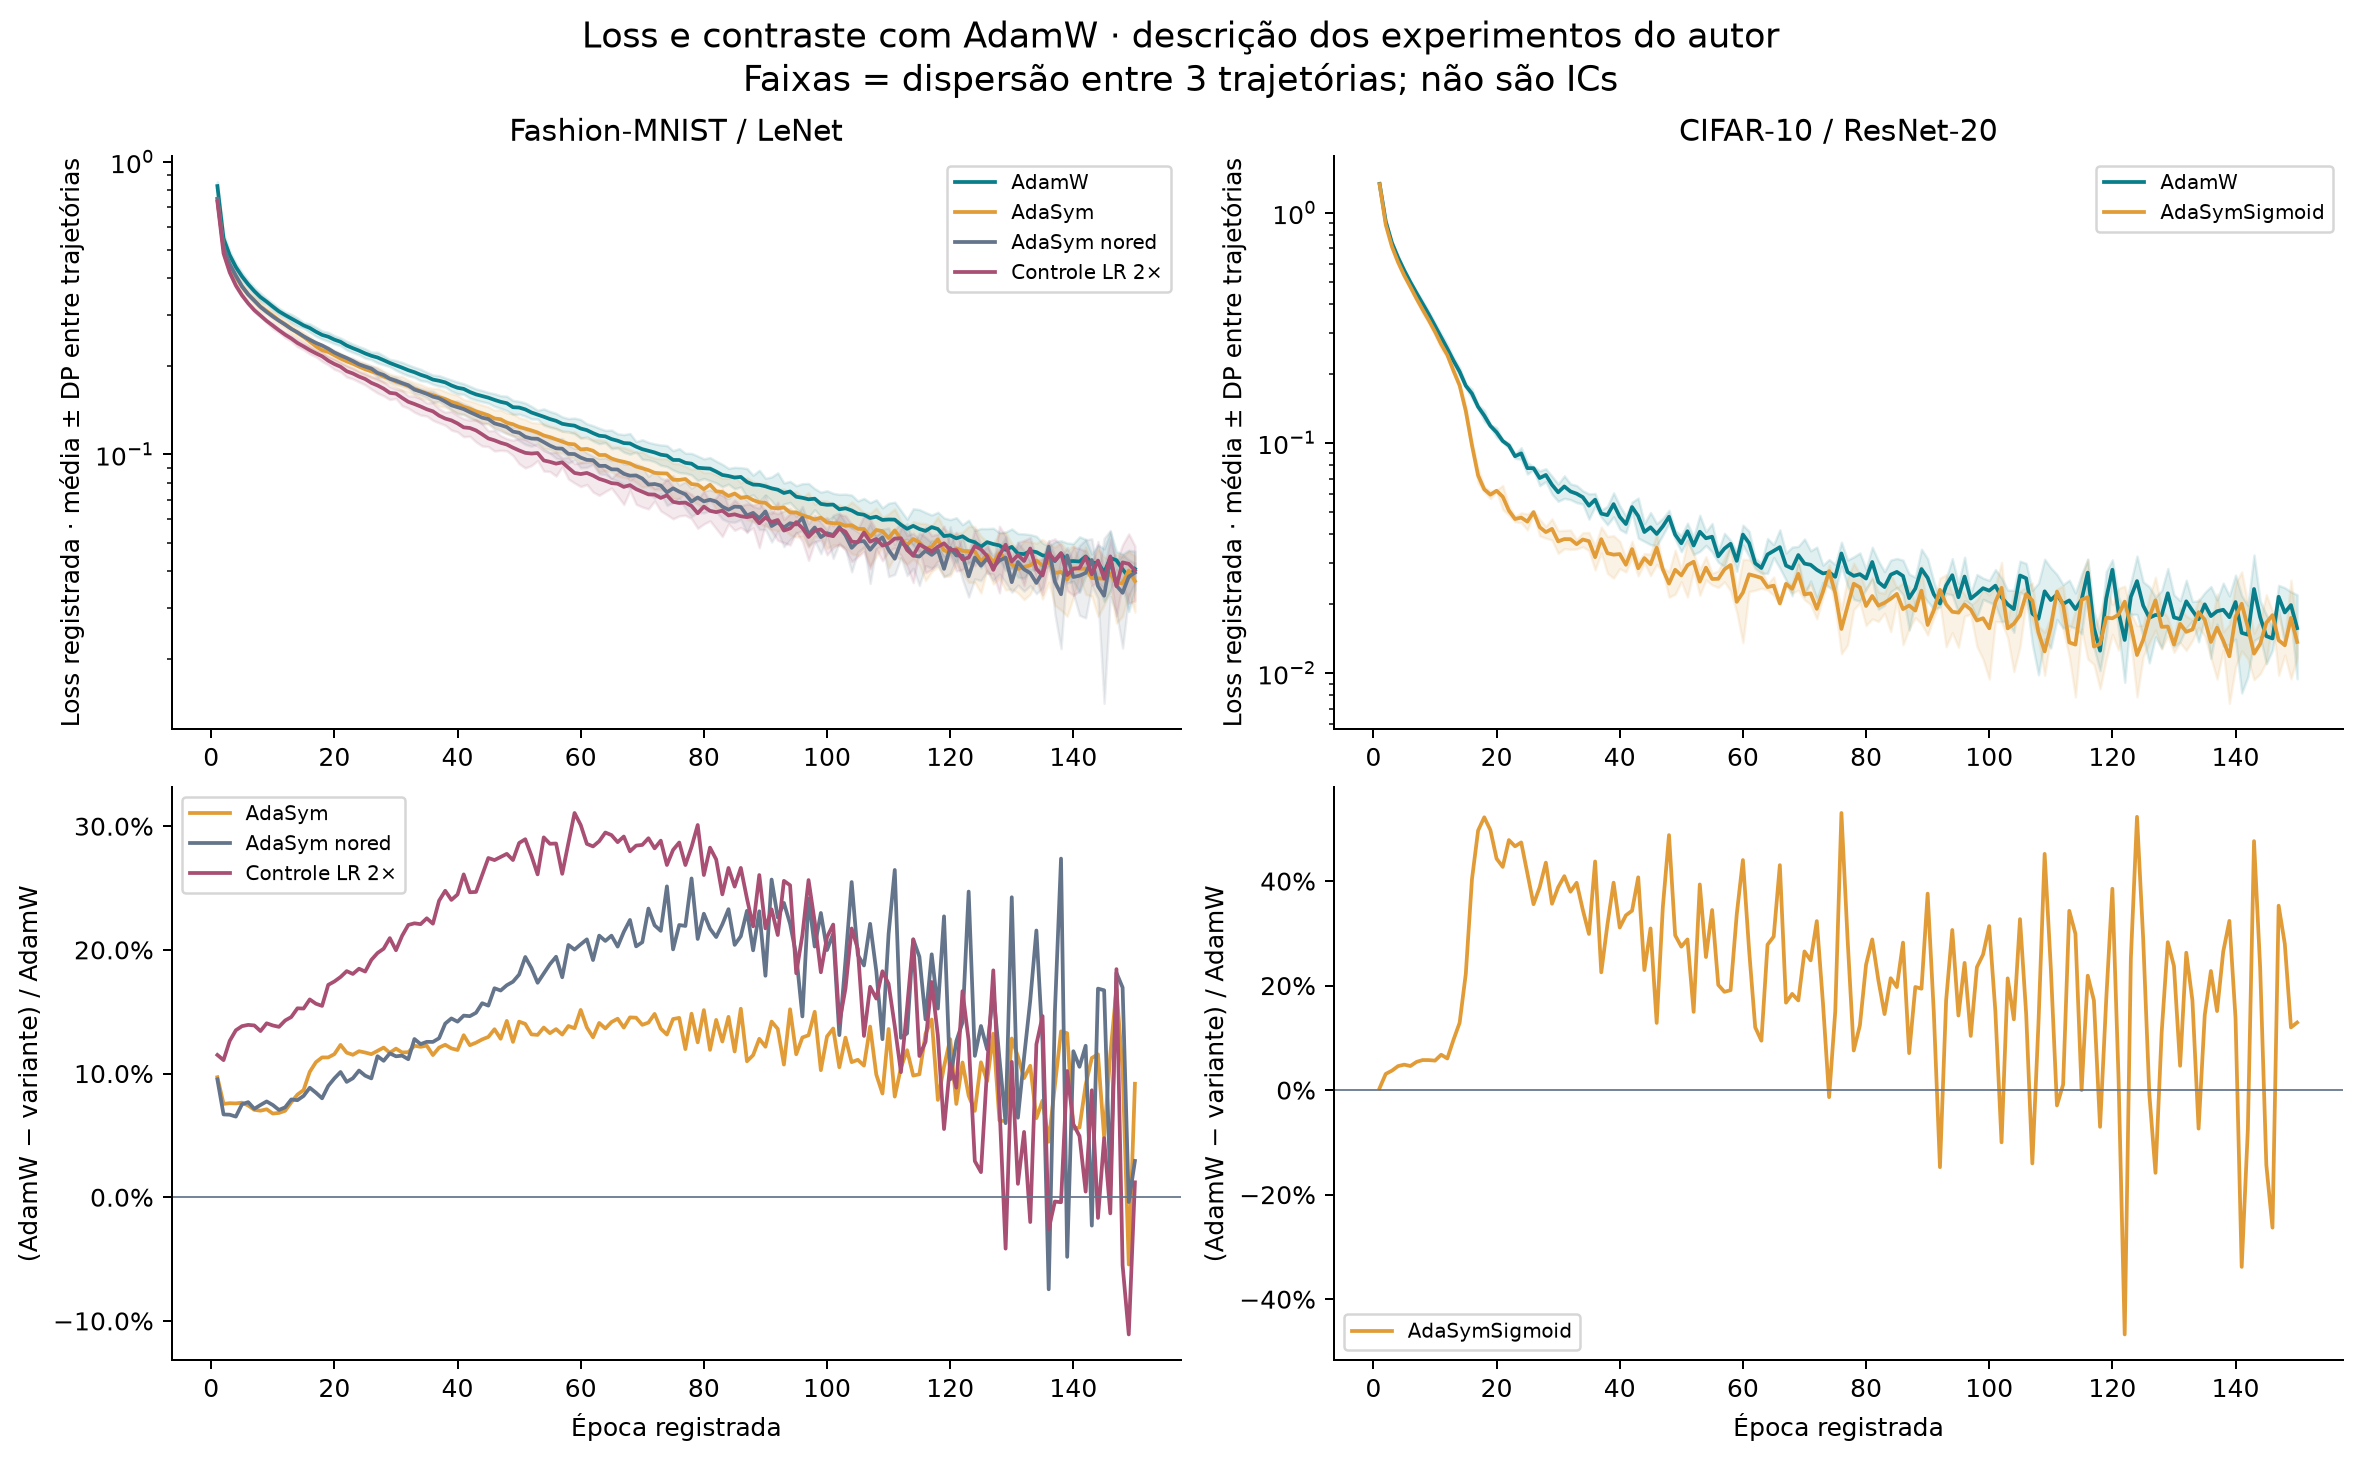 Loss e contraste com AdamW · descrição dos experimentos do autor
Faixas = dispersão entre 3 trajetórias; não são ICs
Fashion-MNIST / LeNet
Loss registrada · média ± DP entre trajetórias
10⁰
10⁻¹
AdamW
AdaSym
AdaSym nored
Controle LR 2×
0 20 40 60 80 100 120 140
CIFAR-10 / ResNet-20
Loss registrada · média ± DP entre trajetórias
10⁰
10⁻¹
10⁻²
AdamW
AdaSymSigmoid
0 20 40 60 80 100 120 140
(AdamW − variante) / AdamW
30.0%
20.0%
10.0%
0.0%
−10.0%
AdaSym
AdaSym nored
Controle LR 2×
0 20 40 60 80 100 120 140
Época registrada
(AdamW − variante) / AdamW
40%
20%
0%
−20%
−40%
AdaSymSigmoid
0 20 40 60 80 100 120 140
Época registrada